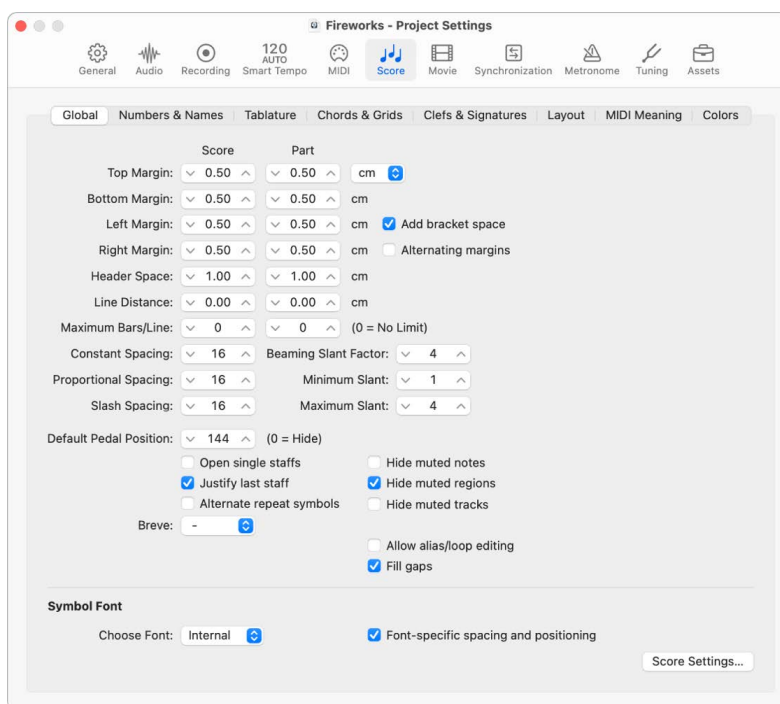 Fireworks - Project Settings
120
AUTO
General Audio Recording Smart Tempo MIDI Score Movie Synchronization Metronome Tuning Assets
Global Numbers & Names Tablature Chords & Grids Clefs & Signatures Layout MIDI Meaning Colors
Score Part
Top Margin: 0.50 0.50 cm
Bottom Margin: 0.50 0.50 cm
Left Margin: 0.50 0.50 cm Add bracket space
Right Margin: 0.50 0.50 cm Alternating margins
Header Space: 1.00 1.00 cm
Line Distance: 0.00 0.00 cm
Maximum Bars/Line: 0 0 (0 = No Limit)
Constant Spacing: 16 Beaming Slant Factor: 4
Proportional Spacing: 16 Minimum Slant: 1
Slash Spacing: 16 Maximum Slant: 4
Default Pedal Position: 144 (0 = Hide)
Open single staffs Hide muted notes
Justify last staff Hide muted regions
Alternate repeat symbols Hide muted tracks
Breve: -
Allow alias/loop editing
Fill gaps
Symbol Font
Choose Font: Internal Font-specific spacing and positioning
Score Settings...